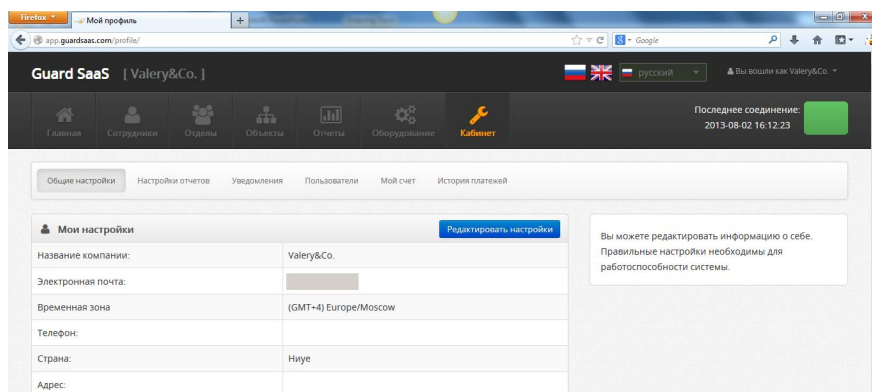 Firefox
Мой профиль
app.guardsaas.com/profile/
Google
Guard SaaS [ Valery&Co. ]
русский
Вы вошли как Valery&Co.
Главная
Сотрудники
Отделы
Объекты
Отчеты
Оборудование
Кабинет
Последнее соединение:
2013-08-02 16:12:23
Общие настройки
Настройки отчетов
Уведомления
Пользователи
Мой счет
История платежей
Мои настройки
Редактировать настройки
Название компании: Valery&Co.
Электронная почта:
Временная зона (GMT+4) Europe/Moscow
Телефон:
Страна: Ниуе
Адрес:
Вы можете редактировать информацию о себе.
Правильные настройки необходимы для
работоспособности системы.